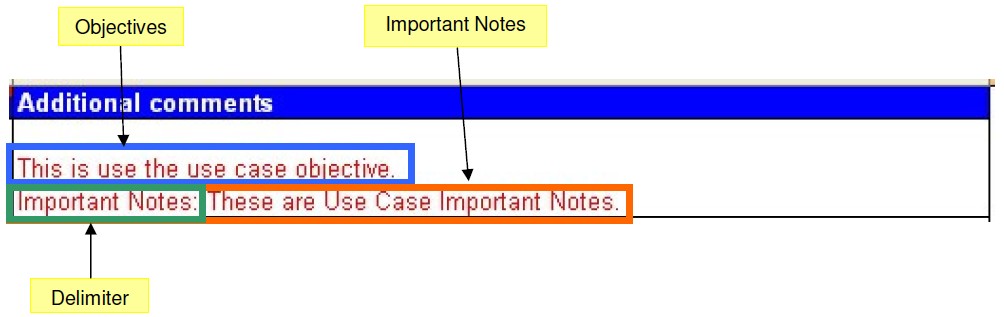 Objectives
Important Notes
Additional comments
This is use the use case objective.
Important Notes: These are Use Case Important Notes.
Delimiter